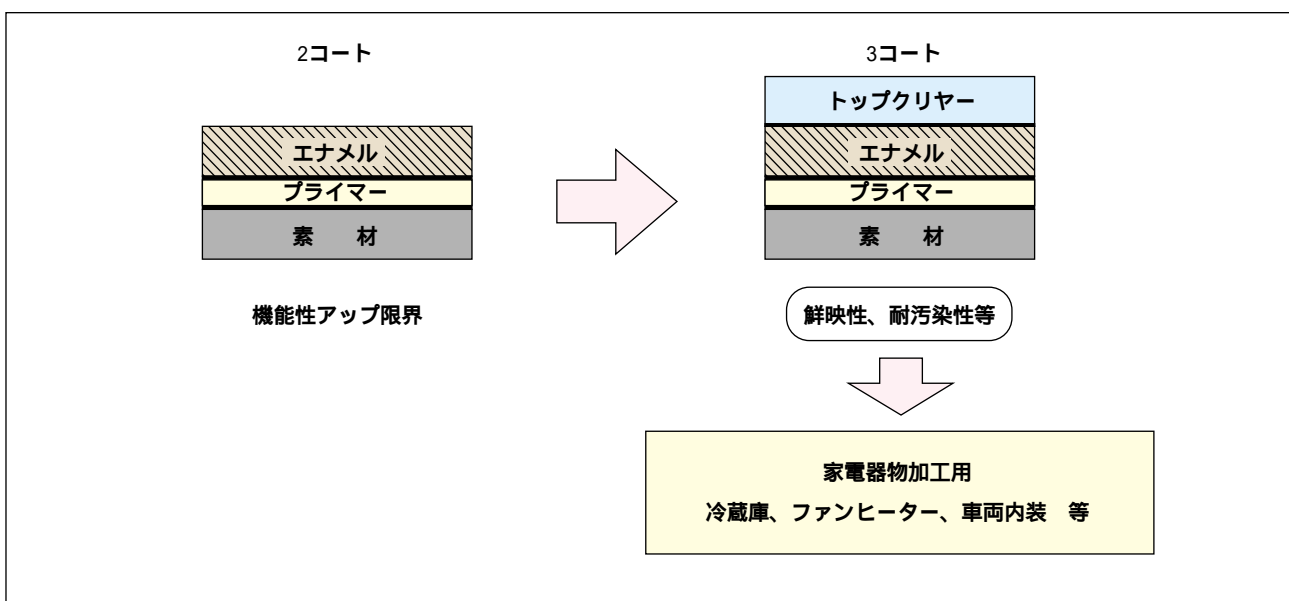 2コート
エナメル
プライマー
素　材
機能性アップ限界
3コート
トップクリヤー
エナメル
プライマー
素　材
鮮映性、耐汚染性等
家電器物加工用
冷蔵庫、ファンヒーター、車両内装　等